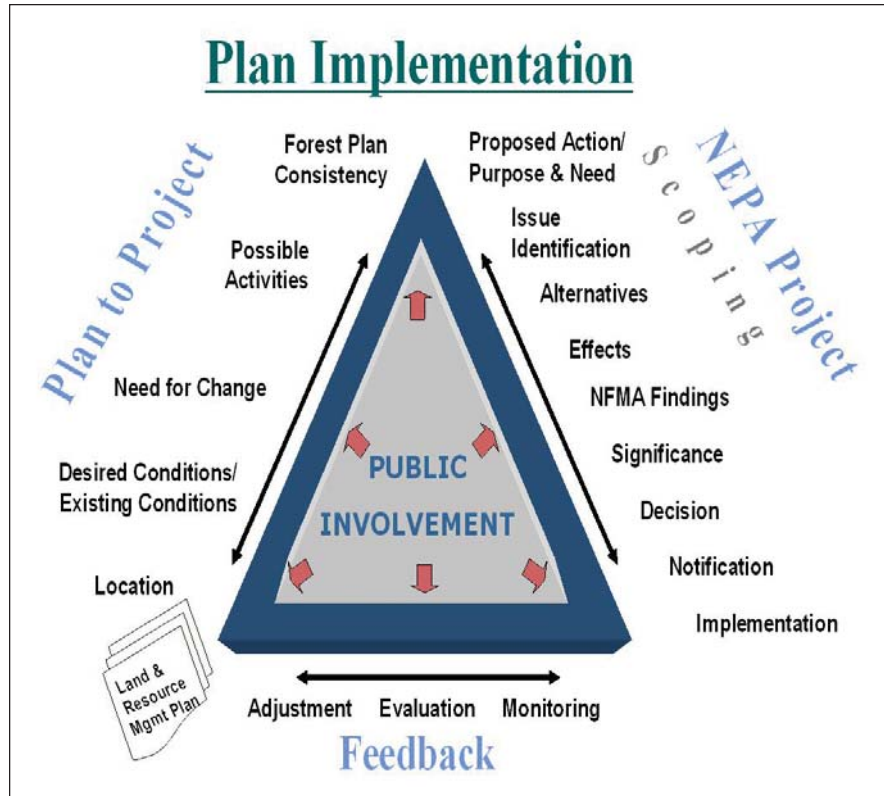 Plan Implementation
Plan to Project
Forest Plan
Consistency
Possible
Activities
Need for Change
Desired Conditions/
Existing Conditions
Location
Land &
Resource
Mgmt Plan
Proposed Action/
Purpose & Need
Issue
Identification
Alternatives
Effects
NFMA Findings
Significance
Decision
Notification
Implementation
Scoping
NEPA Project
PUBLIC
INVOLVEMENT
Adjustment Evaluation Monitoring
Feedback